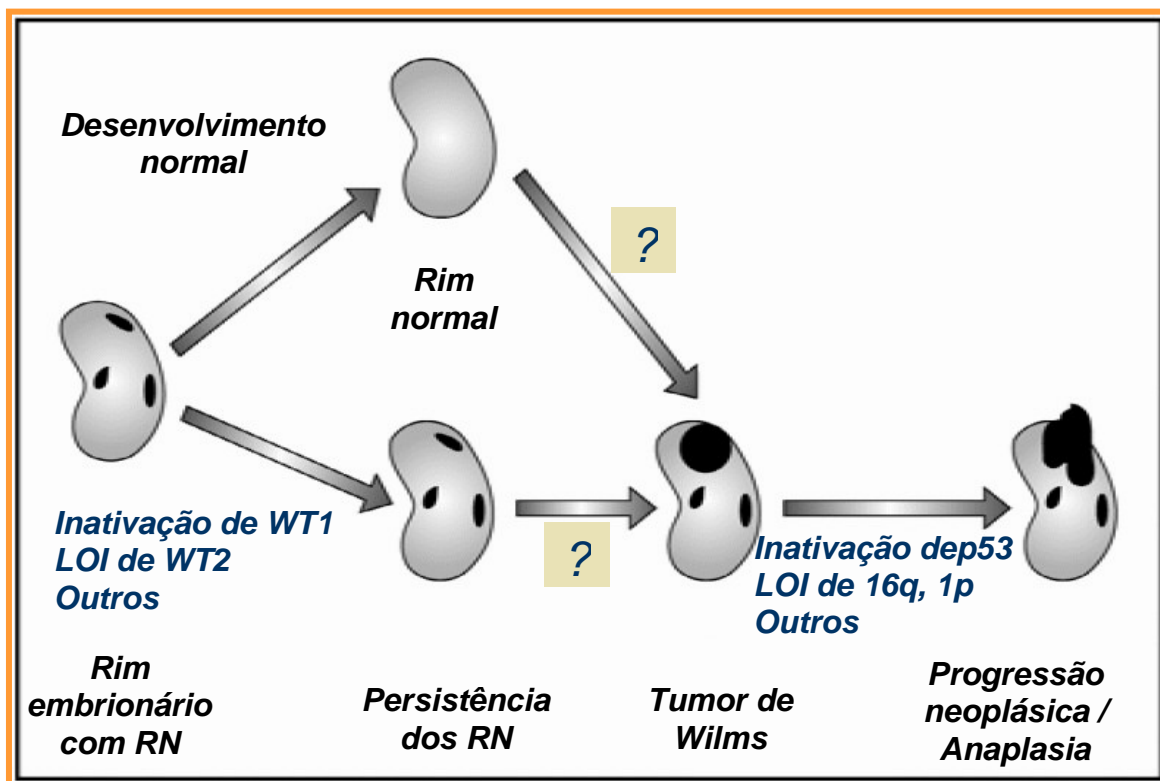 Desenvolvimento
normal
?
Rim
normal
Inativação de WT1
LOI de WT2
Outros
?
Inativação dep53
LOI de 16q, 1p
Outros
Rim
embrionário
com RN
Persistência
dos RN
Tumor de
Wilms
Progressão
neoplásica /
Anaplasia